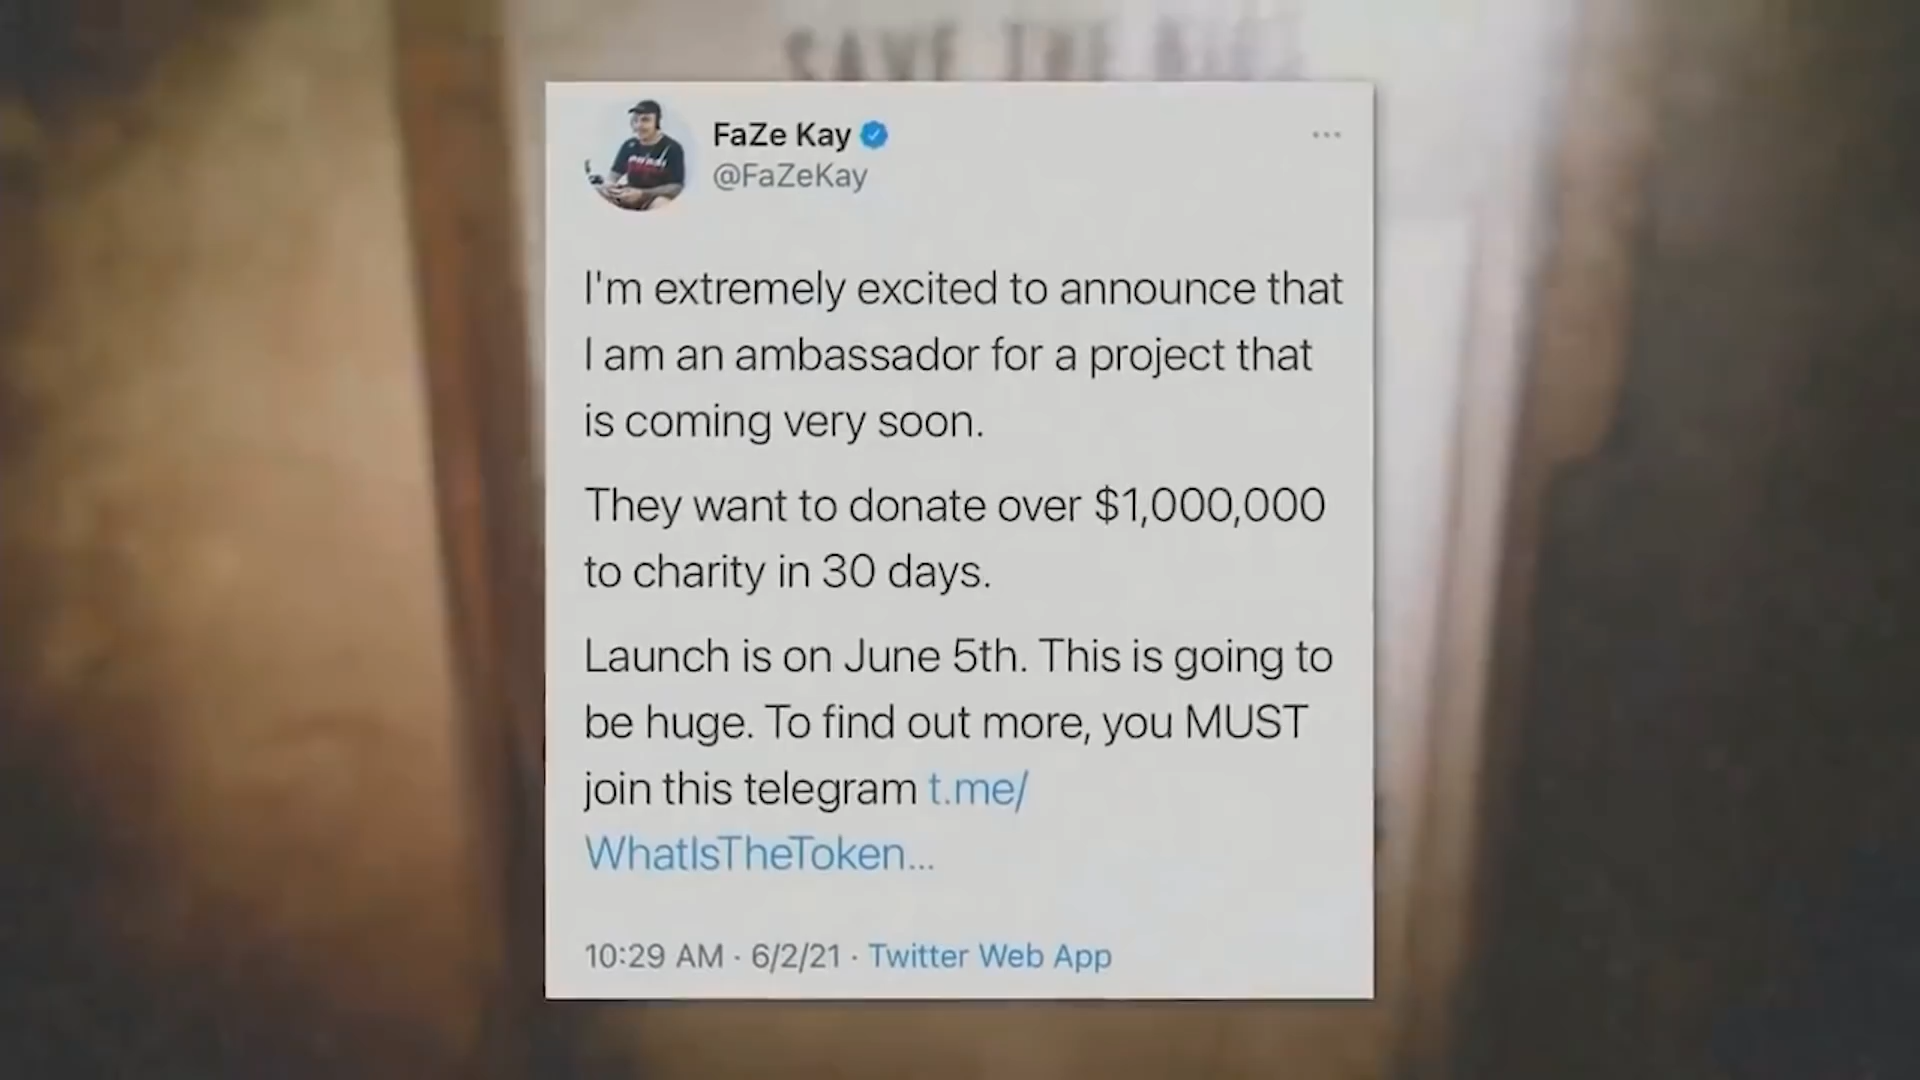 SAVE THE
FaZe Kay
@FaZeKay
I'm extremely excited to announce that
I am an ambassador for a project that
is coming very soon.
They want to donate over $1,000,000
to charity in 30 days.
Launch is on June 5th. This is going to
be huge. To find out more, you MUST
join this telegram t.me/
WhatIsTheToken...
10:29 AM · 6/2/21 · Twitter Web App